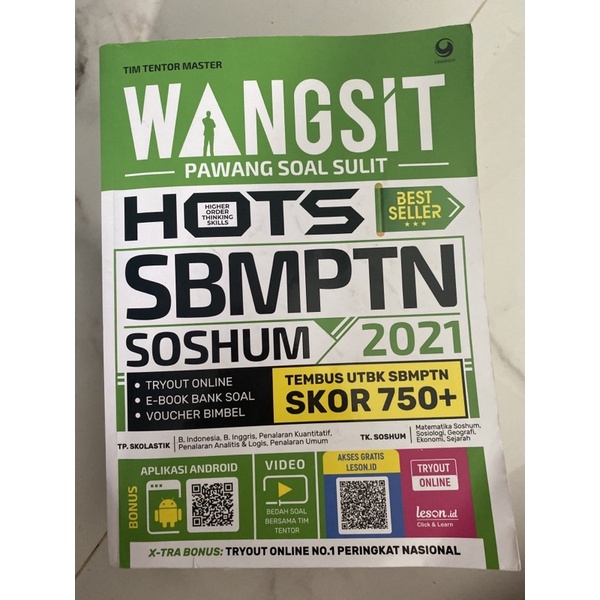 TIM TENTOR MASTER
WANGSiT
PAWANG SOAL SULIT
HOTS
HIGHER
ORDER
THINKING
SKILLS
BEST
SELLER
SBMPTN
SOSHUM 2021
• TRYOUT ONLINE
• E-BOOK BANK SOAL
• VOUCHER BIMBEL
TEMBUS UTBK SBMPTN
SKOR 750+
TP. SKOLASTIK
B. Indonesia, B. Inggris, Penalaran Kuantitatif,
Penalaran Analitis & Logis, Penalaran Umum
TK. SOSHUM
Matematika Soshum,
Sosiologi, Geografi,
Ekonomi, Sejarah
BONUS
APLIKASI ANDROID
VIDEO
BEDAH SOAL
BERSAMA TIM
TENTOR
AKSES GRATIS
LESON.ID
TRYOUT
ONLINE
leson.id
Click & Learn
X-TRA BONUS: TRYOUT ONLINE NO.1 PERINGKAT NASIONAL